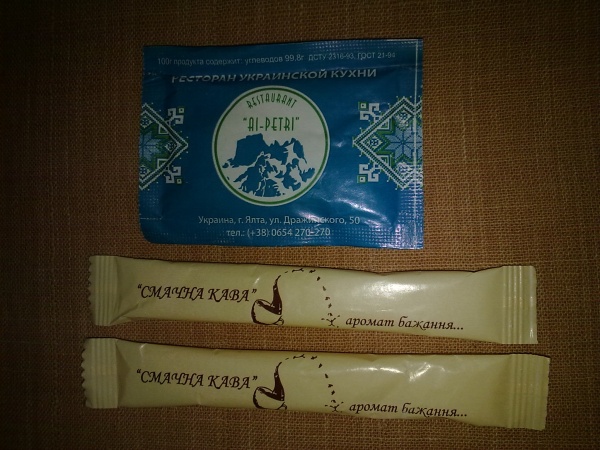 100г продукта содержит: углеводов 99.8г ДСТУ 2316-93, ГОСТ 21-94
РЕСТОРАН УКРАИНСКОЙ КУХНИ
RESTAURANT
"AI-PETRI"
Украина, г. Ялта, ул. Дражинского, 50
тел.: (+38) 0654 270-270
"СМАЧНА КАВА"
аромат бажання...
"СМАЧНА КАВА"
аромат бажання...